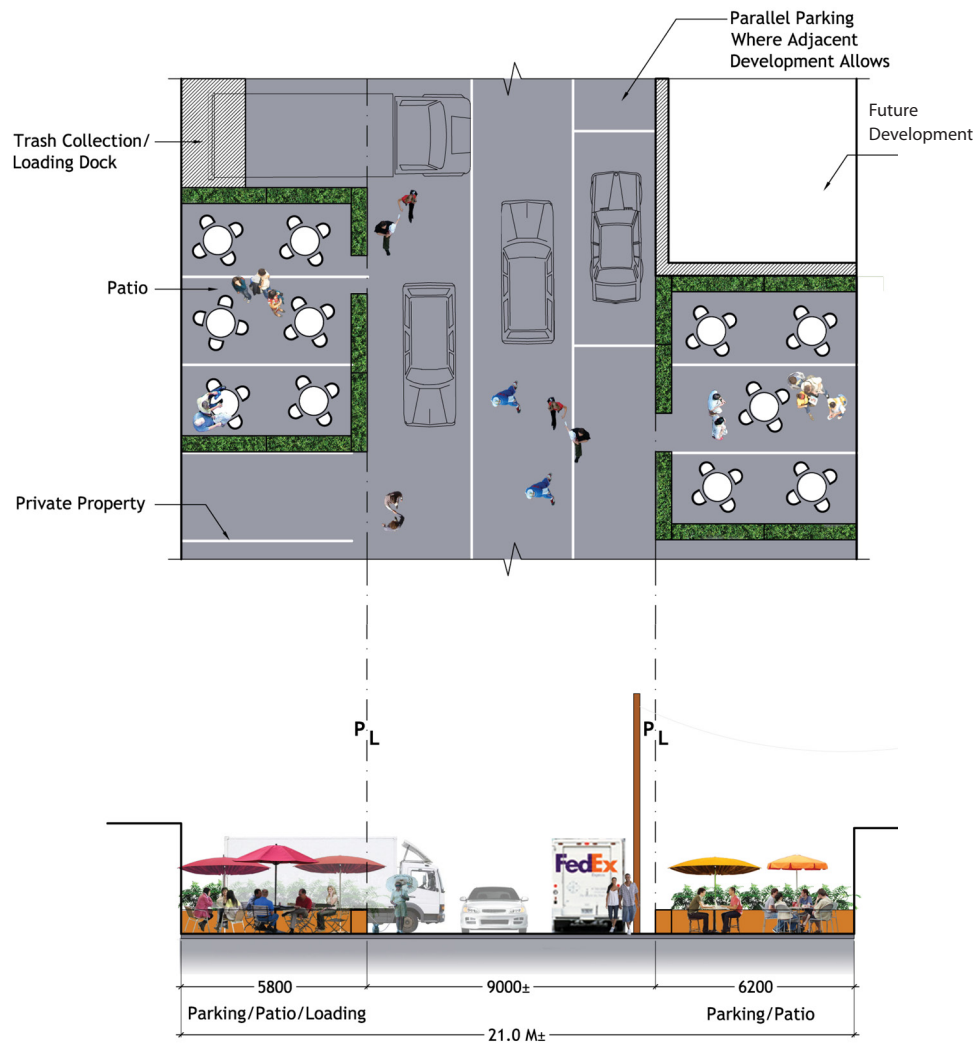 Parallel Parking
Where Adjacent
Development Allows
Future
Development
Trash Collection/
Loading Dock
Patio
Private Property
PL
PL
FedEx
5800
9000±
6200
Parking/Patio/Loading
Parking/Patio
21.0 M±